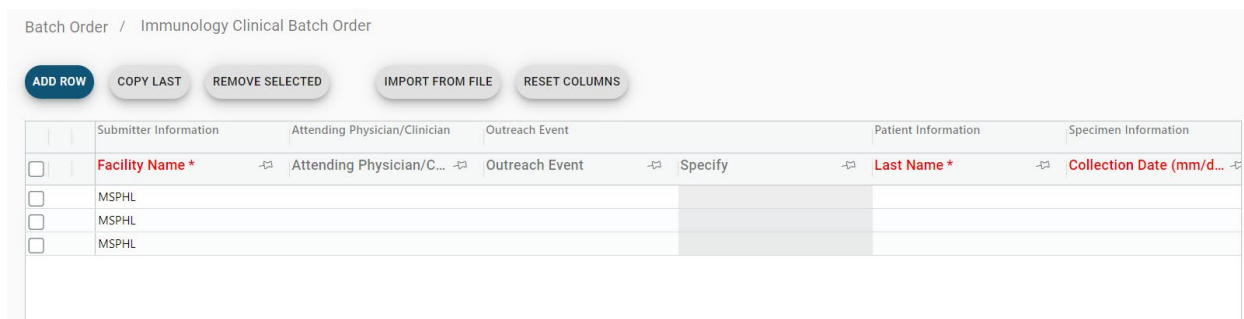 Batch Order / Immunology Clinical Batch Order
ADD ROW COPY LAST REMOVE SELECTED IMPORT FROM FILE RESET COLUMNS
Submitter Information Attending Physician/Clinician Outreach Event Patient Information Specimen Information
Facility Name * Attending Physician/C... Outreach Event Specify Last Name * Collection Date (mm/d...
MSPHL
MSPHL
MSPHL